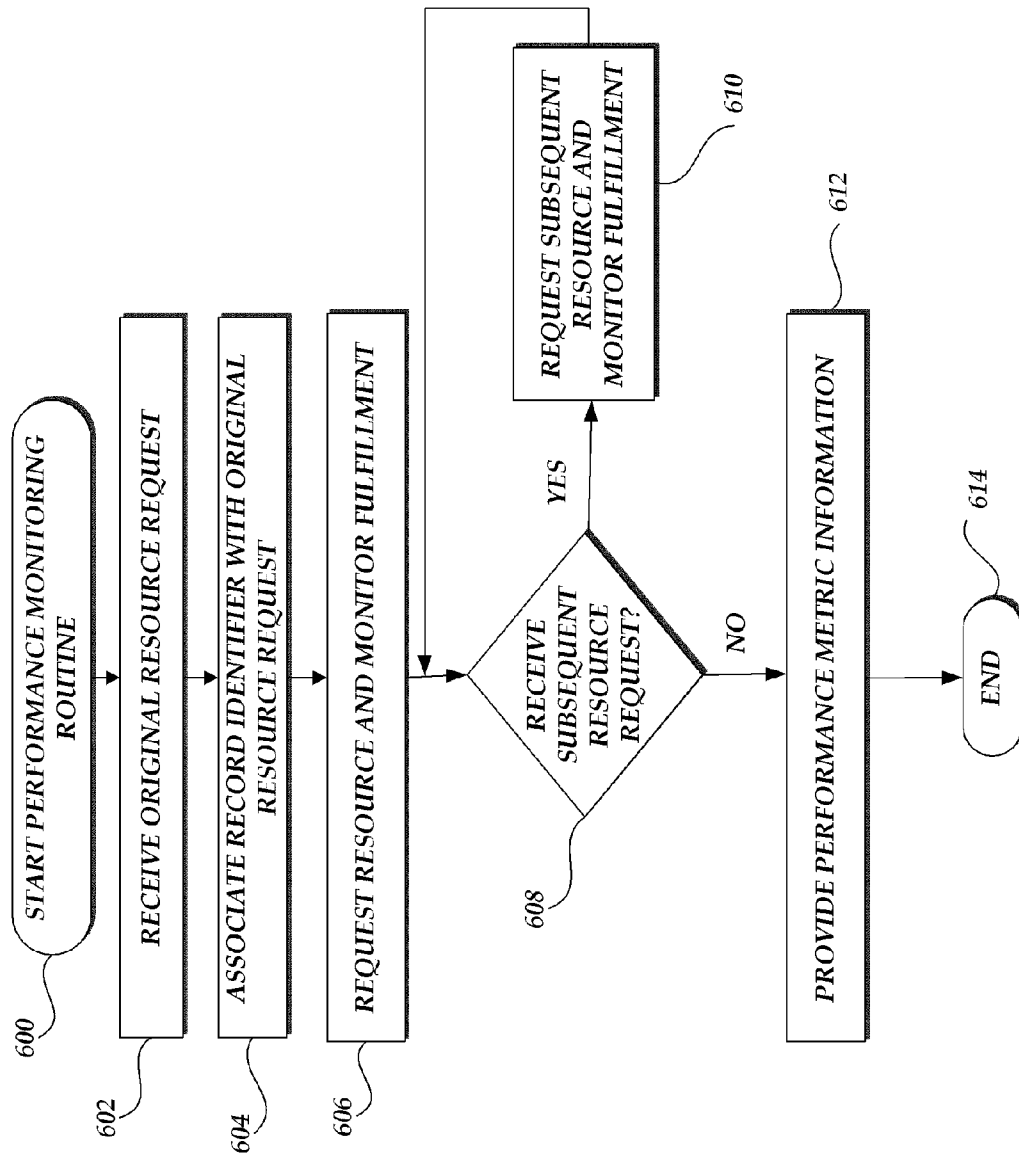 START PERFORMANCE MONITORING
ROUTINE
600
RECEIVE ORIGINAL RESOURCE REQUEST
602
ASSOCIATE RECORD IDENTIFIER WITH ORIGINAL
RESOURCE REQUEST
604
REQUEST RESOURCE AND MONITOR FULFILLMENT
606
RECEIVE
SUBSEQUENT
RESOURCE
REQUEST?
608
YES
REQUEST SUBSEQUENT
RESOURCE AND
MONITOR FULFILLMENT
610
NO
PROVIDE PERFORMANCE METRIC INFORMATION
612
END
614